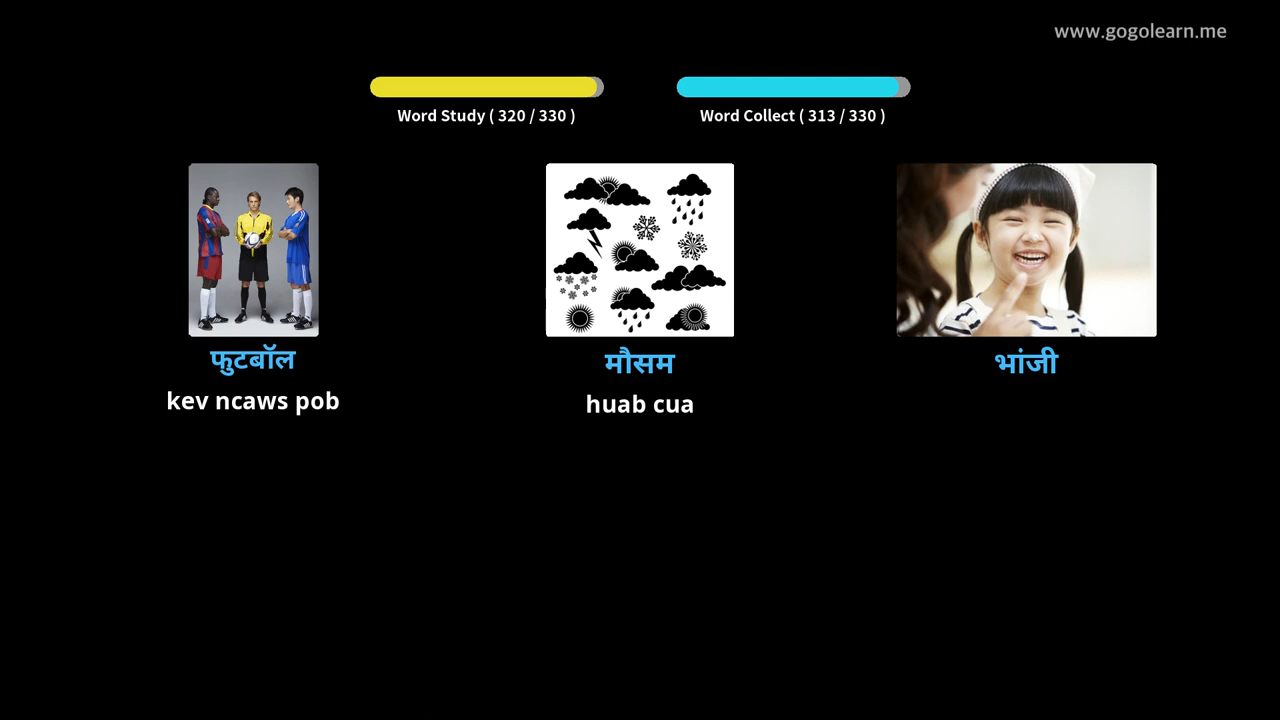 www.gogolearn.me
Word Study ( 320 / 330 )
Word Collect ( 313 / 330 )
फुटबॉल
मौसम
भांजी
kev ncaws pob
huab cua